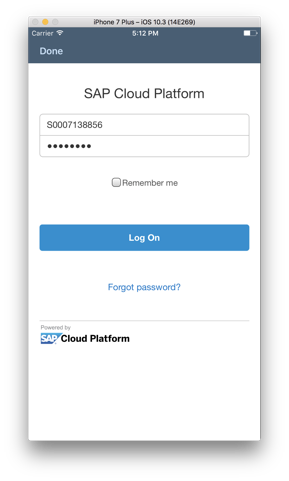 iPhone 7 Plus – iOS 10.3 (14E269)
Carrier 5:12 PM
Done
SAP Cloud Platform
S0007138856
●●●●●●●●
Remember me
Log On
Forgot password?
Powered by
SAP Cloud Platform